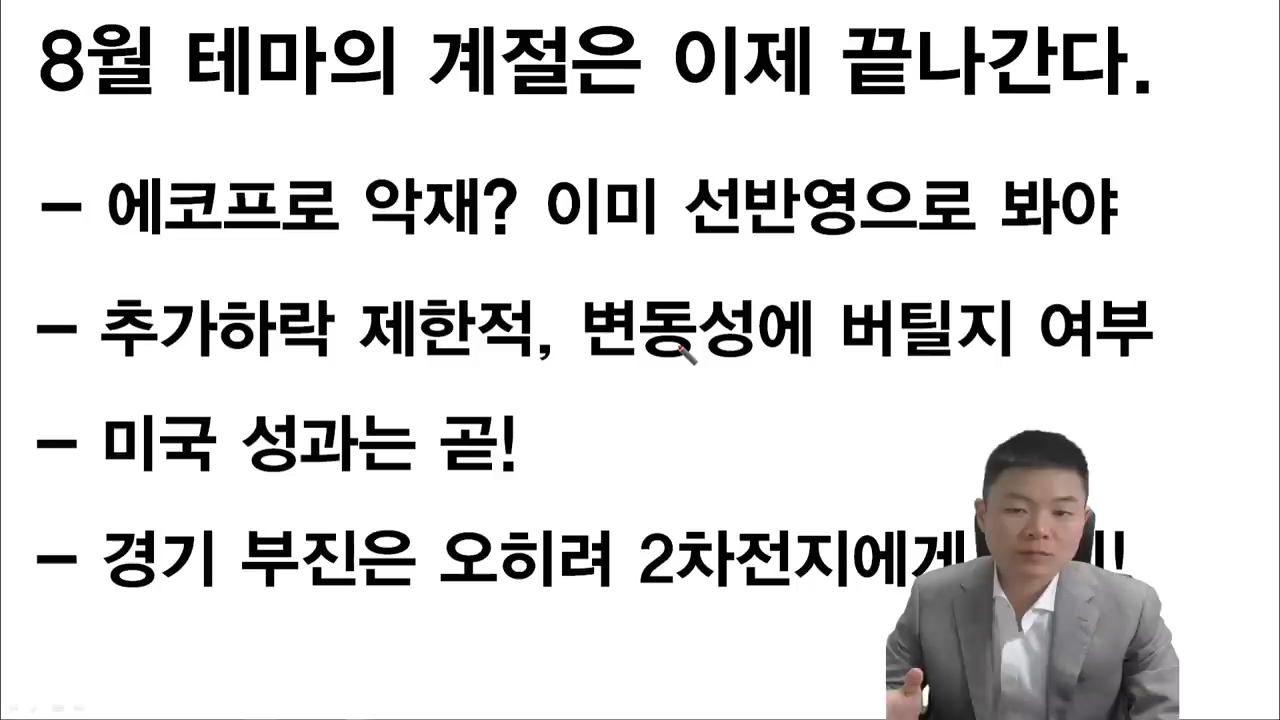 8월 테마의 계절은 이제 끝나간다.
– 에코프로 악재? 이미 선반영으로 봐야
– 추가하락 제한적, 변동성에 버틸지 여부
– 미국 성과는 곧!
– 경기 부진은 오히려 2차전지에게